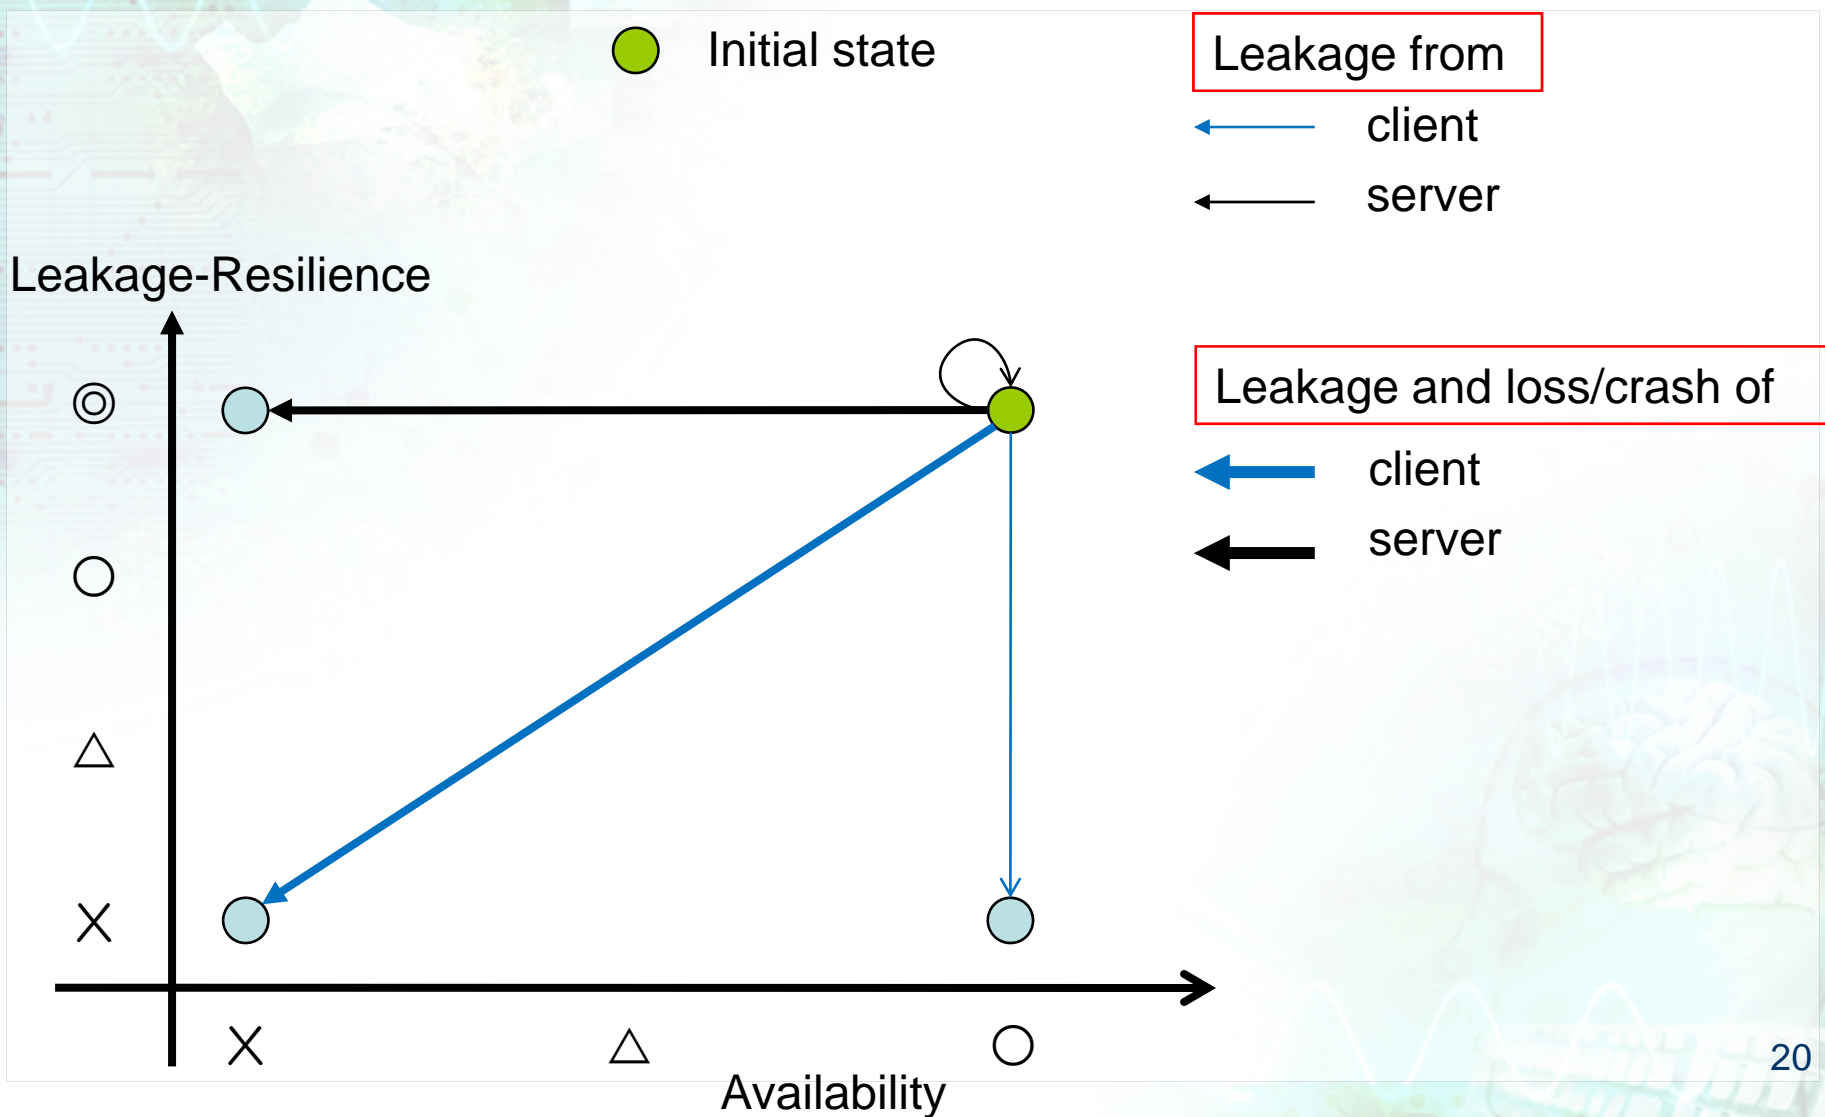 Initial state
Leakage from
client
server
Leakage-Resilience
Leakage and loss/crash of
client
server
Availability
20